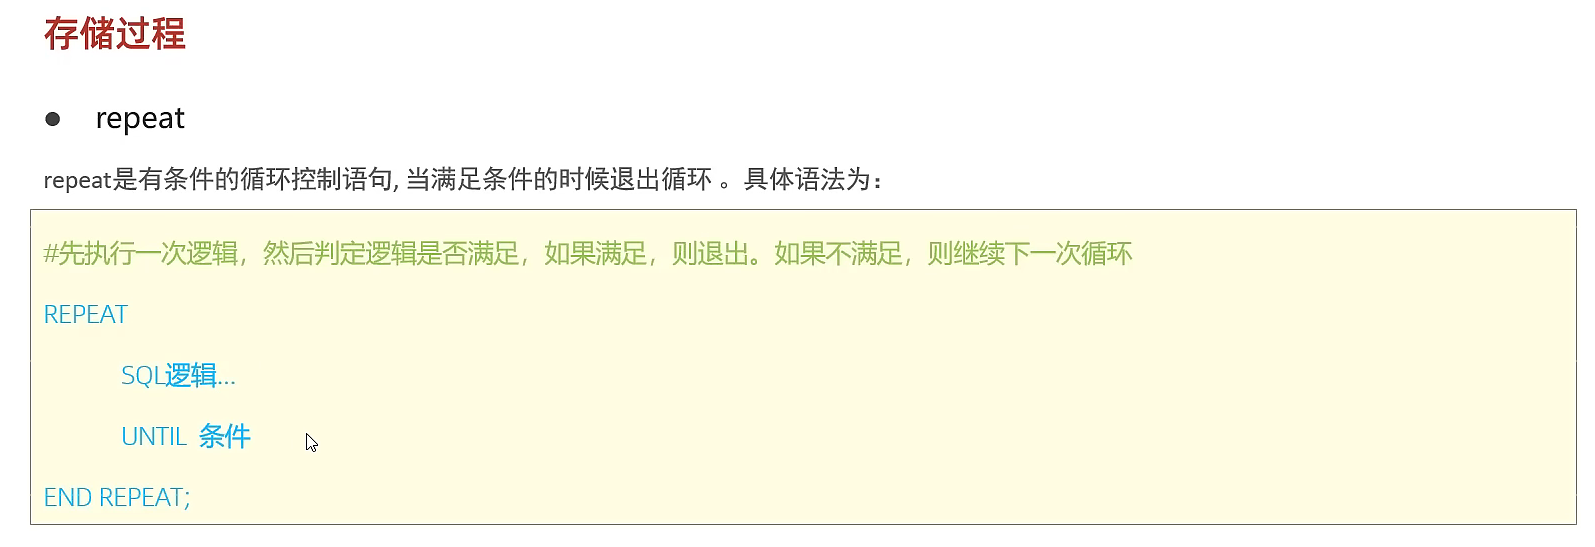 存储过程
● repeat
repeat是有条件的循环控制语句, 当满足条件的时候退出循环 。具体语法为：
#先执行一次逻辑，然后判定逻辑是否满足，如果满足，则退出。如果不满足，则继续下一次循环
REPEAT
SQL逻辑...
UNTIL 条件
END REPEAT;